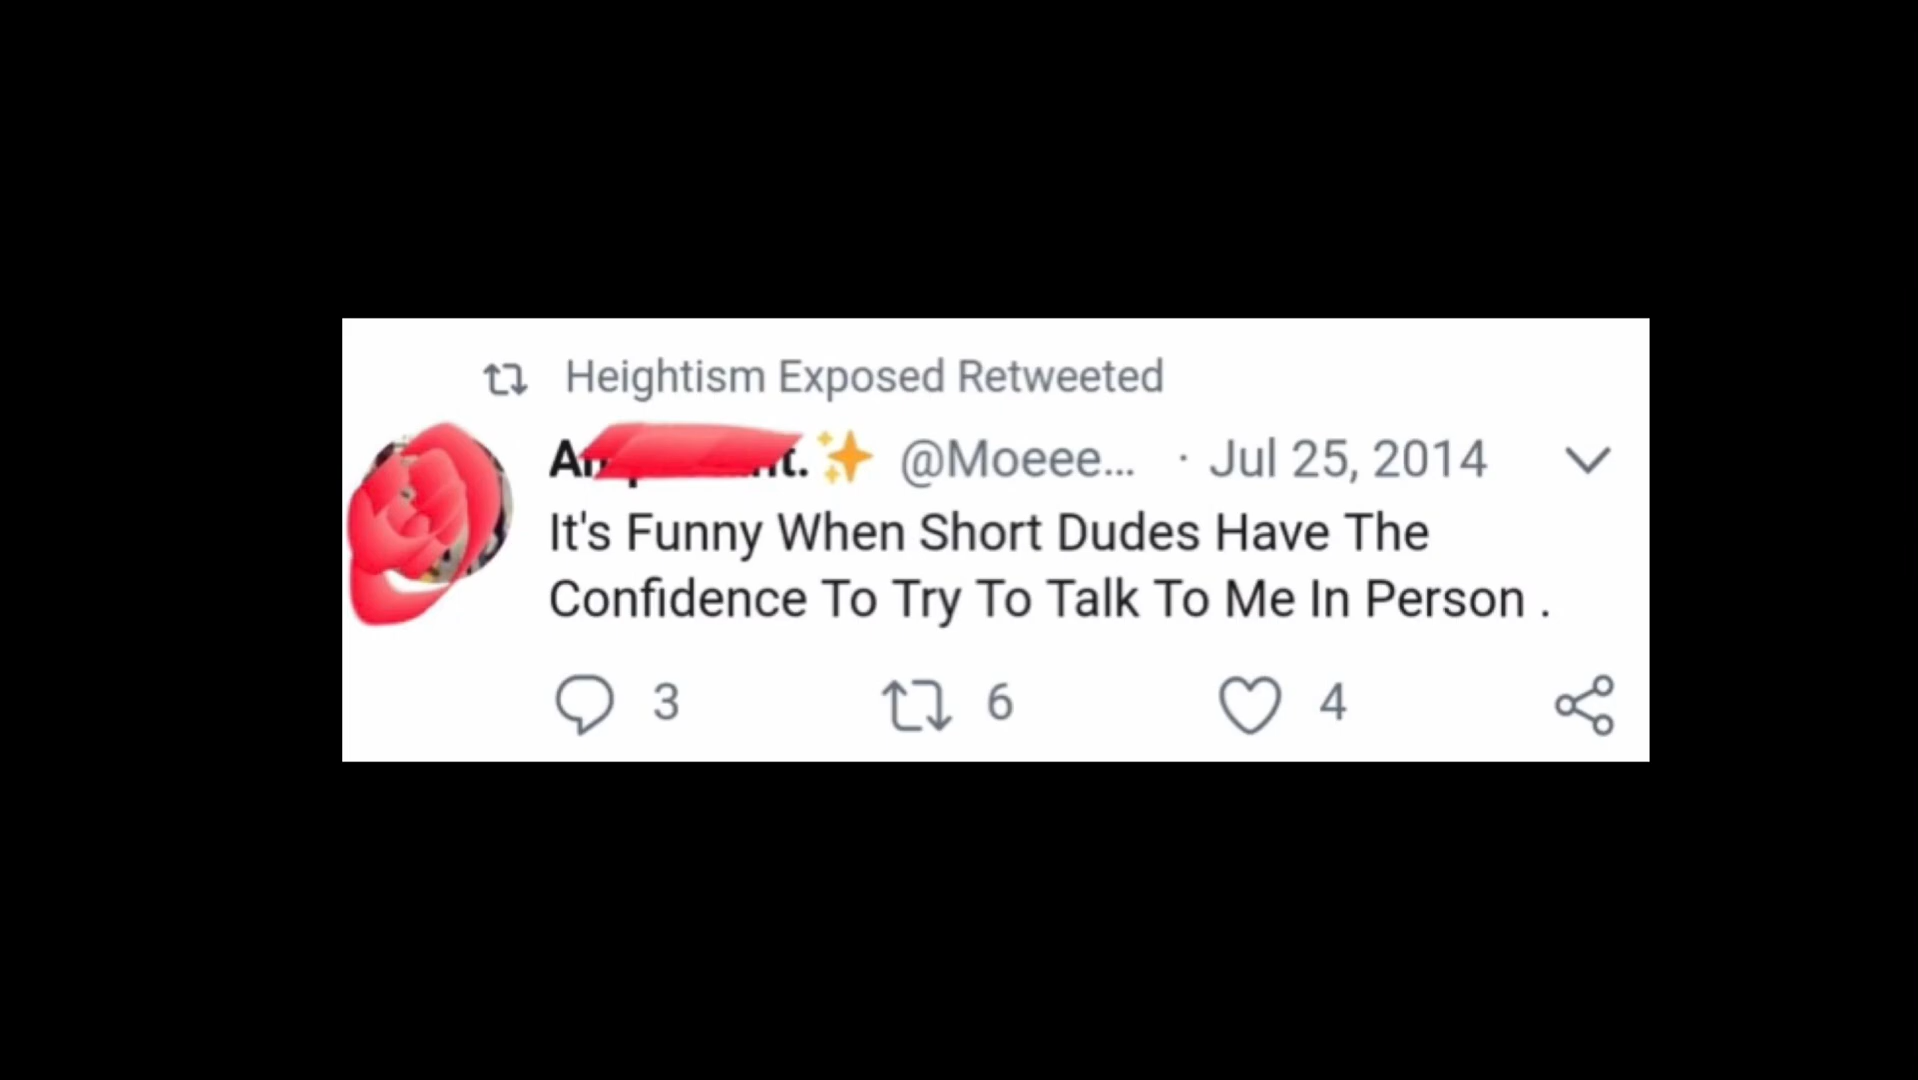 Heightism Exposed Retweeted
@Moeee... · Jul 25, 2014
It's Funny When Short Dudes Have The
Confidence To Try To Talk To Me In Person .
3 6 4